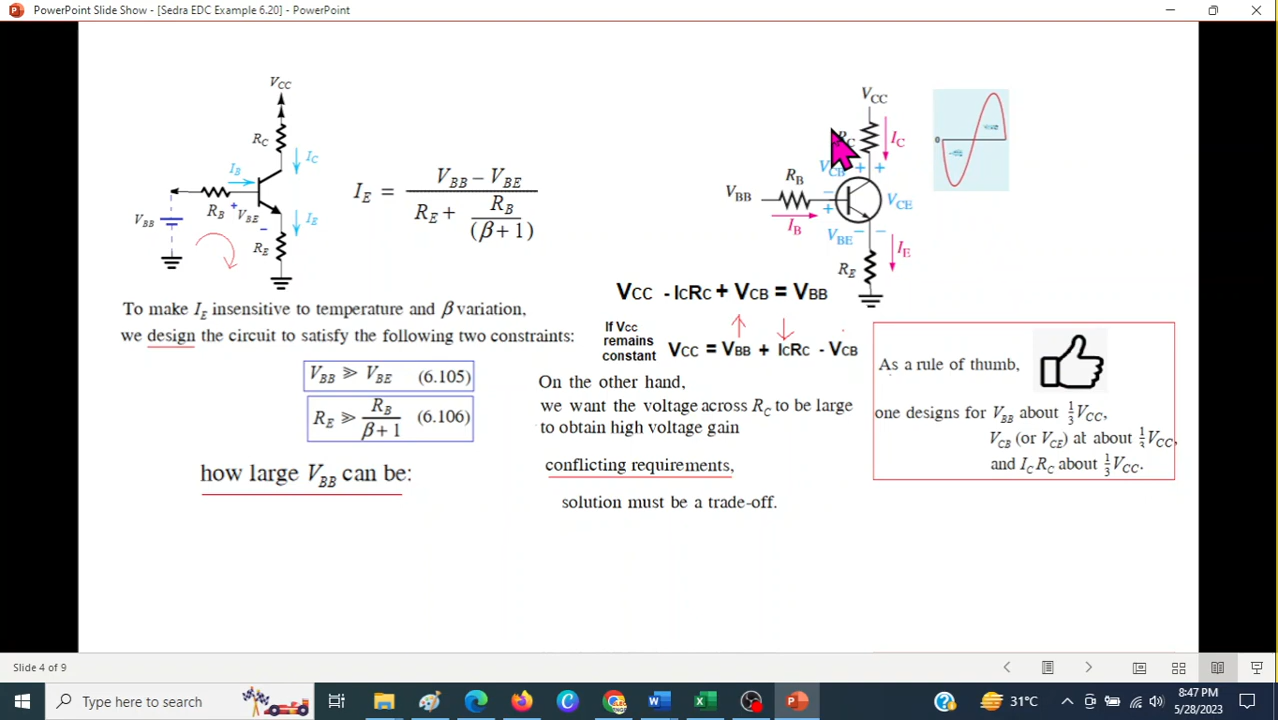 PowerPoint Slide Show - [Sedra EDC Example 6.20] - PowerPoint
VCC
RC
IC
IB
RB
+
VBE
-
VBB
IE
RE
IE = (VBB – VBE) / (RE + RB / (β + 1))
To make IE insensitive to temperature and β variation,
we design the circuit to satisfy the following two constraints:
VBB ≫ VBE (6.105)
RE ≫ RB / (β + 1) (6.106)
how large VBB can be:
VCC
IC
VCB + +
RB
VBB
VCE
IB
VBE
IE
RE
0
VCC - ICRC + VCB = VBB
If Vcc
remains
constant
VCC = VBB + ICRC - VCB
On the other hand,
we want the voltage across RC to be large
to obtain high voltage gain
conflicting requirements,
solution must be a trade-off.
As a rule of thumb,
one designs for VBB about 1/3 VCC,
VCB (or VCE) at about 1/3 VCC,
and IC RC about 1/3 VCC.
Slide 4 of 9
Type here to search
31°C
8:47 PM
5/28/2023